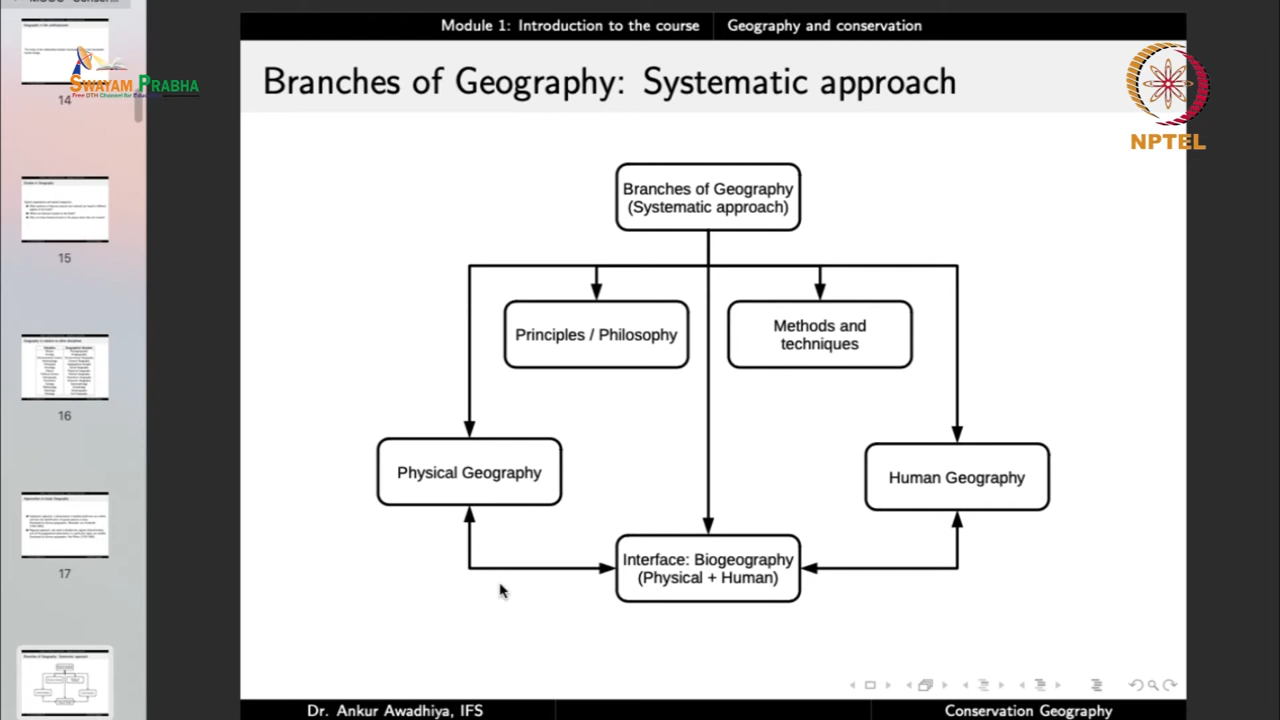 MOOC - Conser...
Module 1: Introduction to the course
Geography and conservation
Branches of Geography: Systematic approach
SWAYAM PRABHA
NPTEL
Branches of Geography
(Systematic approach)
Principles / Philosophy
Methods and
techniques
Physical Geography
Human Geography
Interface: Biogeography
(Physical + Human)
14
15
16
17
Dr. Ankur Awadhiya, IFS
Conservation Geography